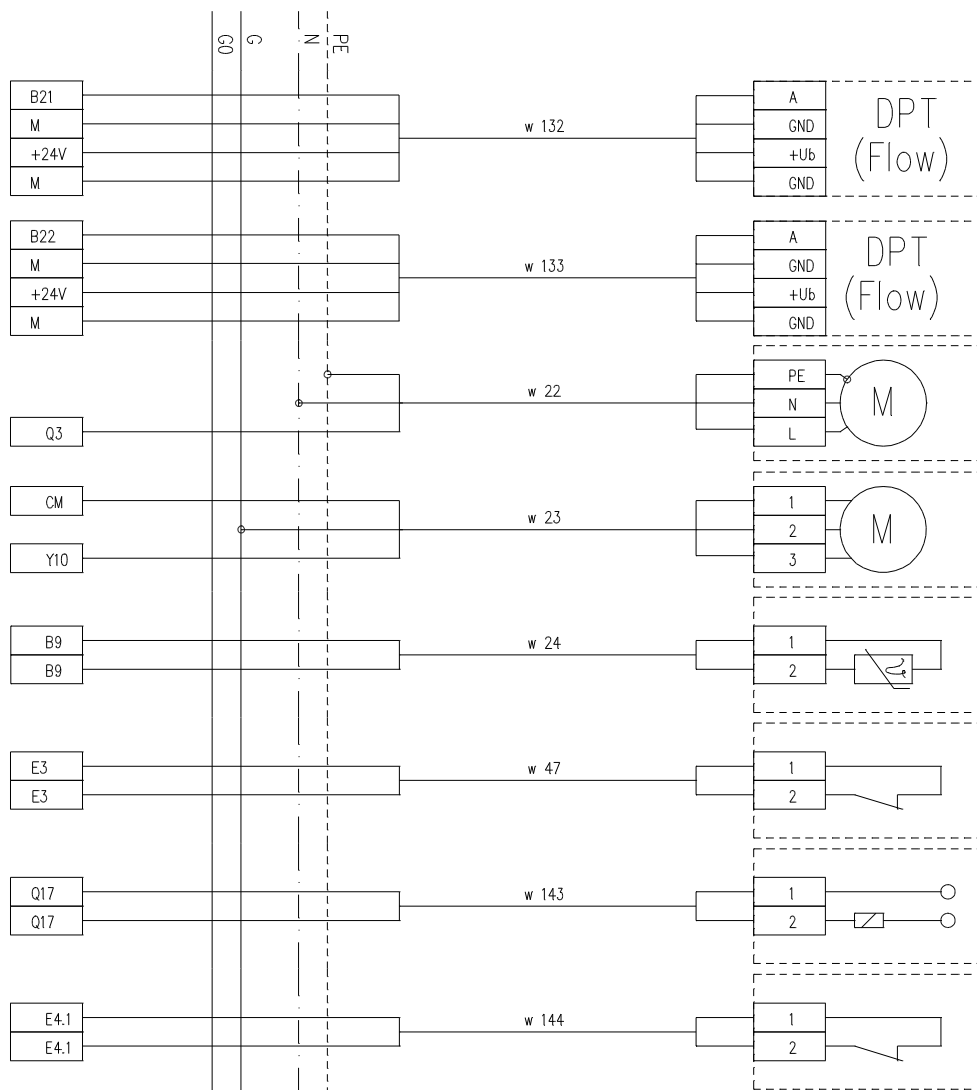 G0 G N PE
B21
M
+24V
M
w 132
A
GND
+Ub
GND
DPT
(Flow)
B22
M
+24V
M
w 133
A
GND
+Ub
GND
DPT
(Flow)
Q3
w 22
PE
N
L
M
CM
Y10
w 23
1
2
3
M
B9
B9
w 24
1
2
E3
E3
w 47
1
2
Q17
Q17
w 143
1
2
E4.1
E4.1
w 144
1
2